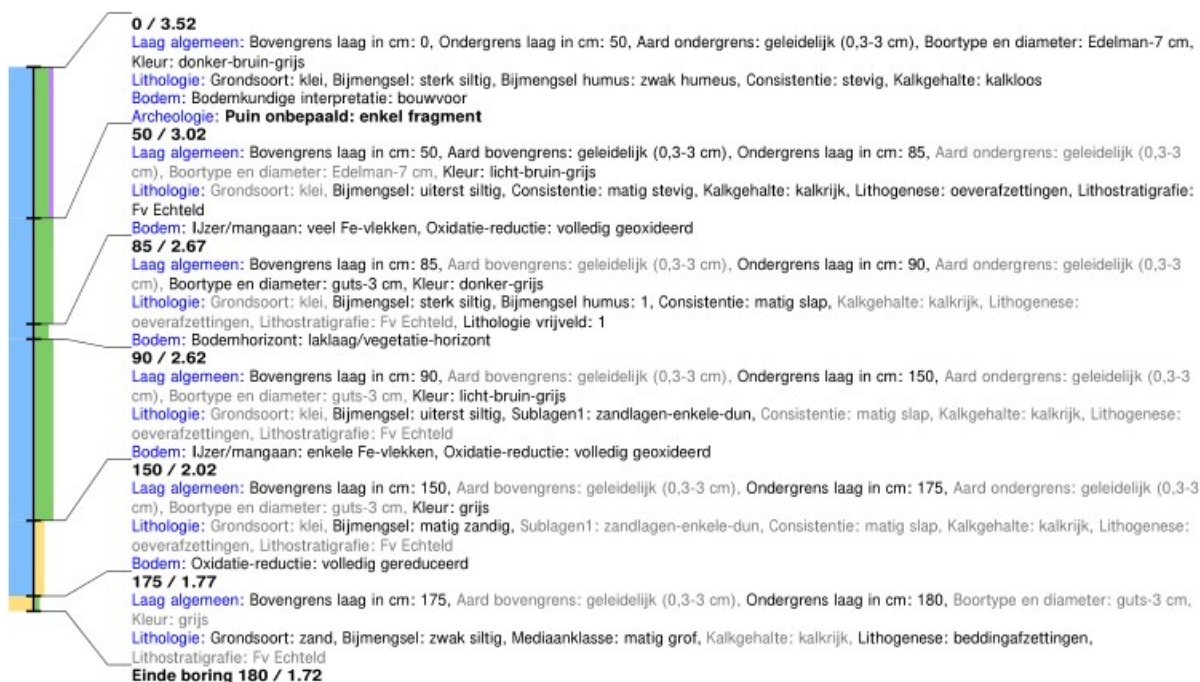 0 / 3.52
Laag algemeen: Bovengrens laag in cm: 0, Ondergrens laag in cm: 50, Aard ondergrens: geleidelijk (0,3-3 cm), Boortype en diameter: Edelman-7 cm,
Kleur: donker-bruin-grijs
Lithologie: Grondsoort: klei, Bijmengsel: sterk siltig, Bijmengsel humus: zwak humeus, Consistentie: stevig, Kalkgehalte: kalkloos
Bodem: Bodemkundige interpretatie: bouwvoor
Archeologie: Puin onbepaald: enkel fragment
50 / 3.02
Laag algemeen: Bovengrens laag in cm: 50, Aard bovengrens: geleidelijk (0,3-3 cm), Ondergrens laag in cm: 85, Aard ondergrens: geleidelijk (0,3-3
cm), Boortype en diameter: Edelman-7 cm, Kleur: licht-bruin-grijs
Lithologie: Grondsoort: klei, Bijmengsel: uiterst siltig, Consistentie: matig stevig, Kalkgehalte: kalkrijk, Lithogenese: oeverafzettingen, Lithostratigrafie:
Fv Echteld
Bodem: IJzer/mangaan: veel Fe-vlekken, Oxidatie-reductie: volledig geoxideerd
85 / 2.67
Laag algemeen: Bovengrens laag in cm: 85, Aard bovengrens: geleidelijk (0,3-3 cm), Ondergrens laag in cm: 90, Aard ondergrens: geleidelijk (0,3-3
cm), Boortype en diameter: guts-3 cm, Kleur: donker-grijs
Lithologie: Grondsoort: klei, Bijmengsel: sterk siltig, Bijmengsel humus: 1, Consistentie: matig slap, Kalkgehalte: kalkrijk, Lithogenese:
oeverafzettingen, Lithostratigrafie: Fv Echteld, Lithologie vrijveld: 1
Bodem: Bodemhorizont: laklaag/vegetatie-horizont
90 / 2.62
Laag algemeen: Bovengrens laag in cm: 90, Aard bovengrens: geleidelijk (0,3-3 cm), Ondergrens laag in cm: 150, Aard ondergrens: geleidelijk (0,3-3
cm), Boortype en diameter: guts-3 cm, Kleur: licht-bruin-grijs
Lithologie: Grondsoort: klei, Bijmengsel: uiterst siltig, Sublagen1: zandlagen-enkele-dun, Consistentie: matig slap, Kalkgehalte: kalkrijk, Lithogenese:
oeverafzettingen, Lithostratigrafie: Fv Echteld
Bodem: IJzer/mangaan: enkele Fe-vlekken, Oxidatie-reductie: volledig geoxideerd
150 / 2.02
Laag algemeen: Bovengrens laag in cm: 150, Aard bovengrens: geleidelijk (0,3-3 cm), Ondergrens laag in cm: 175, Aard ondergrens: geleidelijk (0,3-3
cm), Boortype en diameter: guts-3 cm, Kleur: grijs
Lithologie: Grondsoort: klei, Bijmengsel: matig zandig, Sublagen1: zandlagen-enkele-dun, Consistentie: matig slap, Kalkgehalte: kalkrijk, Lithogenese:
oeverafzettingen, Lithostratigrafie: Fv Echteld
Bodem: Oxidatie-reductie: volledig gereduceerd
175 / 1.77
Laag algemeen: Bovengrens laag in cm: 175, Aard bovengrens: geleidelijk (0,3-3 cm), Ondergrens laag in cm: 180, Boortype en diameter: guts-3 cm,
Kleur: grijs
Lithologie: Grondsoort: zand, Bijmengsel: zwak siltig, Mediaanklasse: matig grof, Kalkgehalte: kalkrijk, Lithogenese: beddingafzettingen,
Lithostratigrafie: Fv Echteld
Einde boring 180 / 1.72